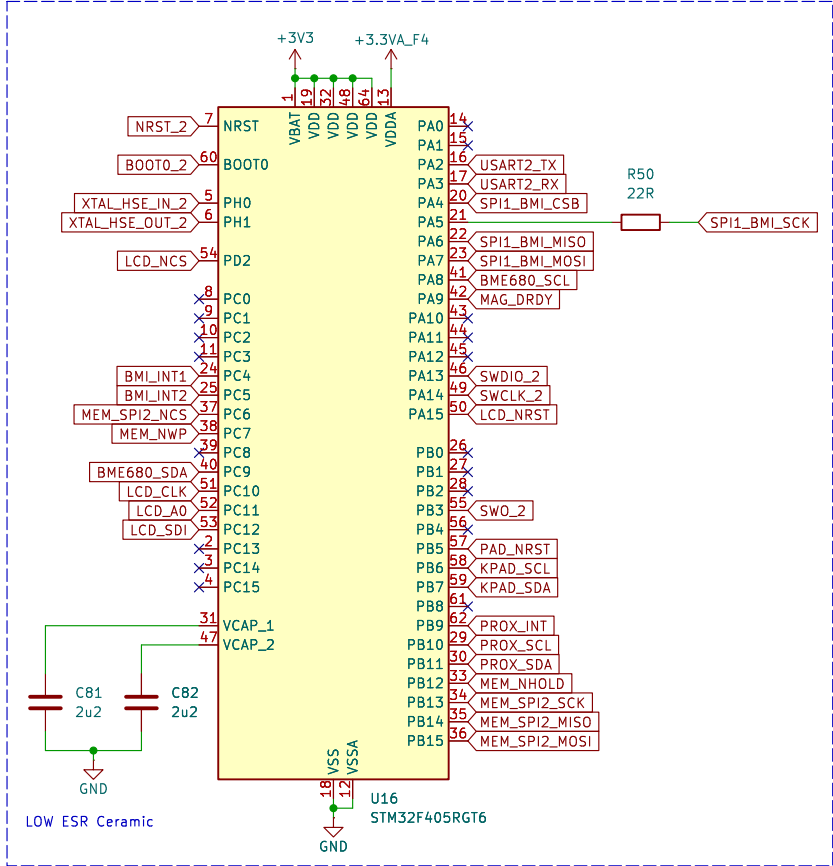 +3V3
+3.3VA_F4
1
19
32
48
64
13
VBAT
VDD
VDD
VDD
VDD
VDDA
NRST_2 7 NRST
BOOT0_2 60 BOOT0
XTAL_HSE_IN_2 5 PH0
XTAL_HSE_OUT_2 6 PH1
LCD_NCS 54 PD2
8 PC0
9 PC1
10 PC2
11 PC3
BMI_INT1 24 PC4
BMI_INT2 25 PC5
MEM_SPI2_NCS 37 PC6
MEM_NWP 38 PC7
39 PC8
BME680_SDA 40 PC9
LCD_CLK 51 PC10
LCD_A0 52 PC11
LCD_SDI 53 PC12
2 PC13
3 PC14
4 PC15
31 VCAP_1
47 VCAP_2
PA0 14
PA1 15
PA2 16 USART2_TX
PA3 17 USART2_RX
PA4 20 SPI1_BMI_CSB
PA5 21
R50
22R
SPI1_BMI_SCK
PA6 22 SPI1_BMI_MISO
PA7 23 SPI1_BMI_MOSI
PA8 41 BME680_SCL
PA9 42 MAG_DRDY
PA10 43
PA11 44
PA12 45
PA13 46 SWDIO_2
PA14 49 SWCLK_2
PA15 50 LCD_NRST
PB0 26
PB1 27
PB2 28
PB3 55 SWO_2
PB4 56
PB5 57 PAD_NRST
PB6 58 KPAD_SCL
PB7 59 KPAD_SDA
PB8 61
PB9 62 PROX_INT
PB10 29 PROX_SCL
PB11 30 PROX_SDA
PB12 33 MEM_NHOLD
PB13 34 MEM_SPI2_SCK
PB14 35 MEM_SPI2_MISO
PB15 36 MEM_SPI2_MOSI
C81
2u2
C82
2u2
GND
LOW ESR Ceramic
VSS
VSSA
18
12
GND
U16
STM32F405RGT6